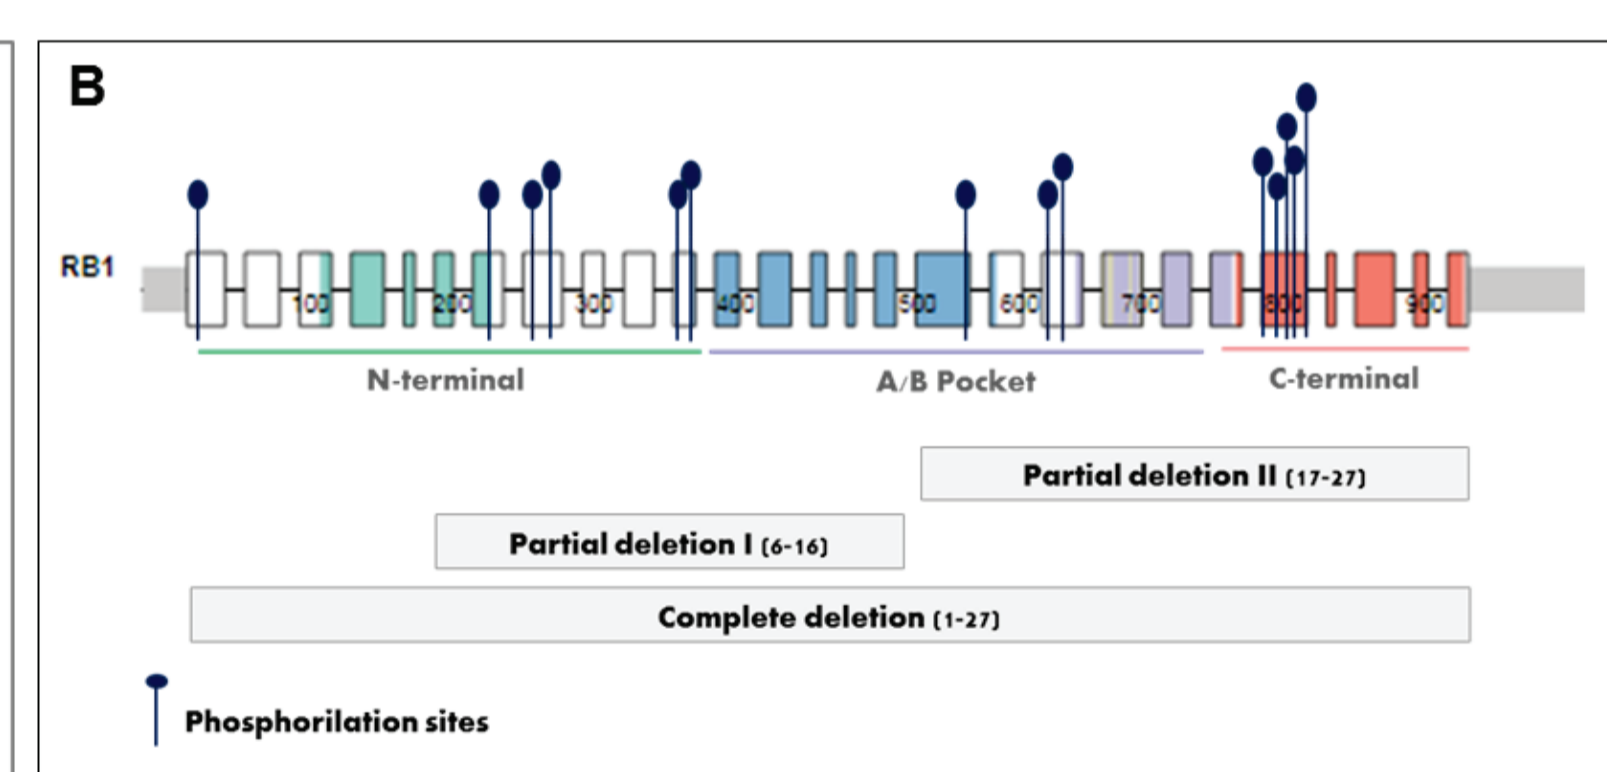 B
RB1
100 200 300 400 500 600 700 800 900
N-terminal A/B Pocket C-terminal
Partial deletion II (17-27)
Partial deletion I (6-16)
Complete deletion (1-27)
Phosphorilation sites